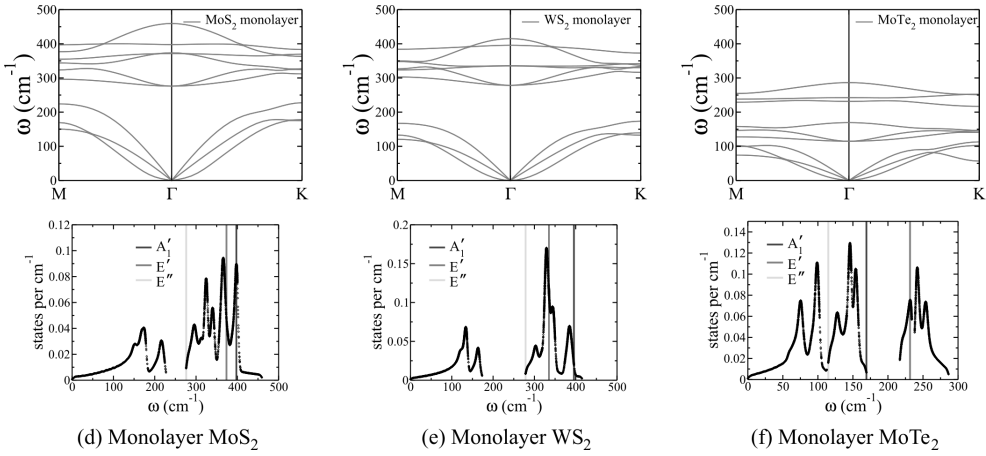 MoS2 monolayer
ω (cm-1)
500
400
300
200
100
0
M Γ K
WS2 monolayer
ω (cm-1)
500
400
300
200
100
0
M Γ K
MoTe2 monolayer
ω (cm-1)
500
400
300
200
100
0
M Γ K
states per cm-1
0.12
0.1
0.08
0.06
0.04
0.02
0
A1′
E′
E″
0 100 200 300 400 500
ω (cm-1)
states per cm-1
0.2
0.15
0.1
0.05
0
A1′
E′
E″
0 100 200 300 400 500
ω (cm-1)
states per cm-1
0.14
0.12
0.10
0.08
0.06
0.04
0.02
0
A1′
E′
E″
0 50 100 150 200 250 300
ω (cm-1)
(d) Monolayer MoS2
(e) Monolayer WS2
(f) Monolayer MoTe2